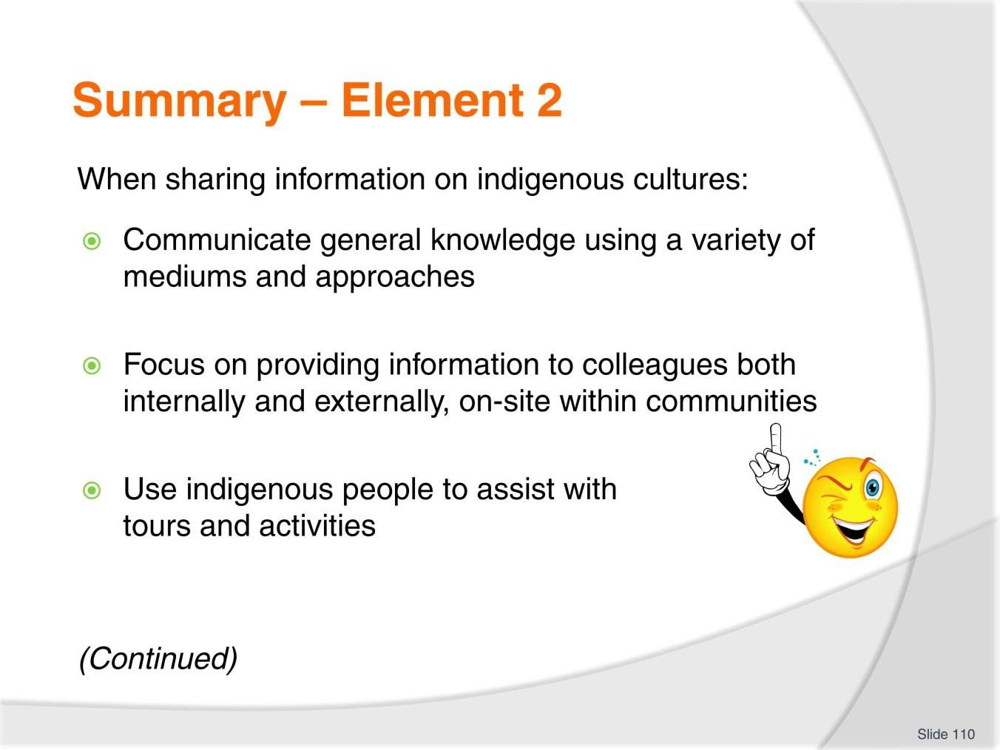 Summary – Element 2
When sharing information on indigenous cultures:
Communicate general knowledge using a variety of
mediums and approaches
Focus on providing information to colleagues both
internally and externally, on-site within communities
Use indigenous people to assist with
tours and activities
(Continued)
Slide 110